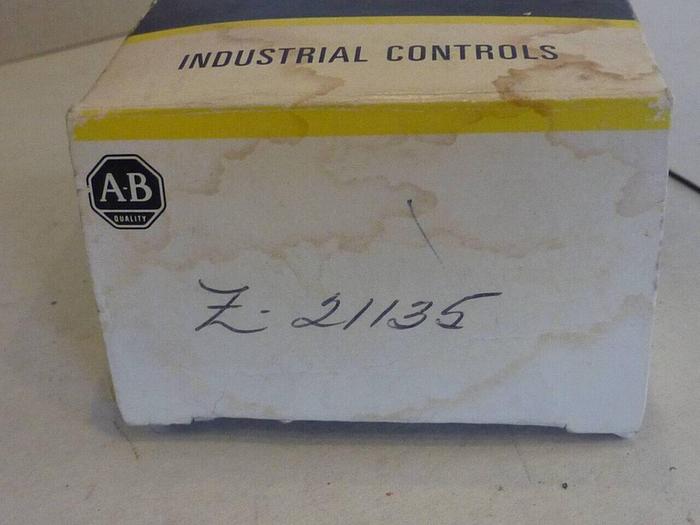 INDUSTRIAL CONTROLS
A-B
QUALITY
Z- 21135